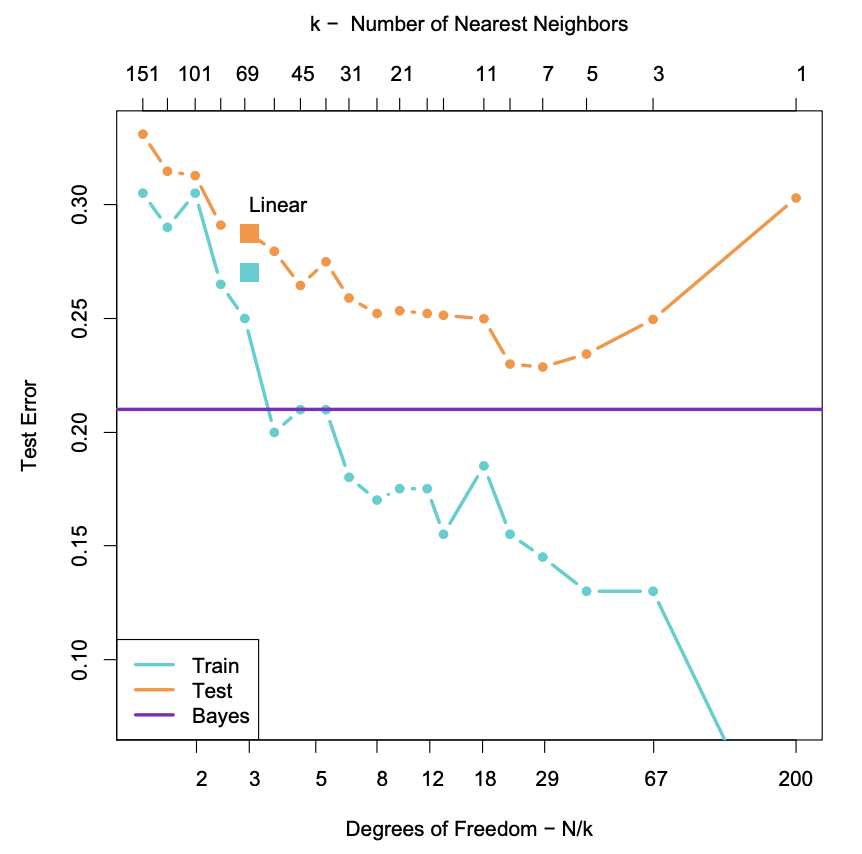 k − Number of Nearest Neighbors
151 101 69 45 31 21 11 7 5 3 1
Linear
0.30
0.25
0.20
0.15
0.10
Test Error
Train
Test
Bayes
2 3 5 8 12 18 29 67 200
Degrees of Freedom − N/k